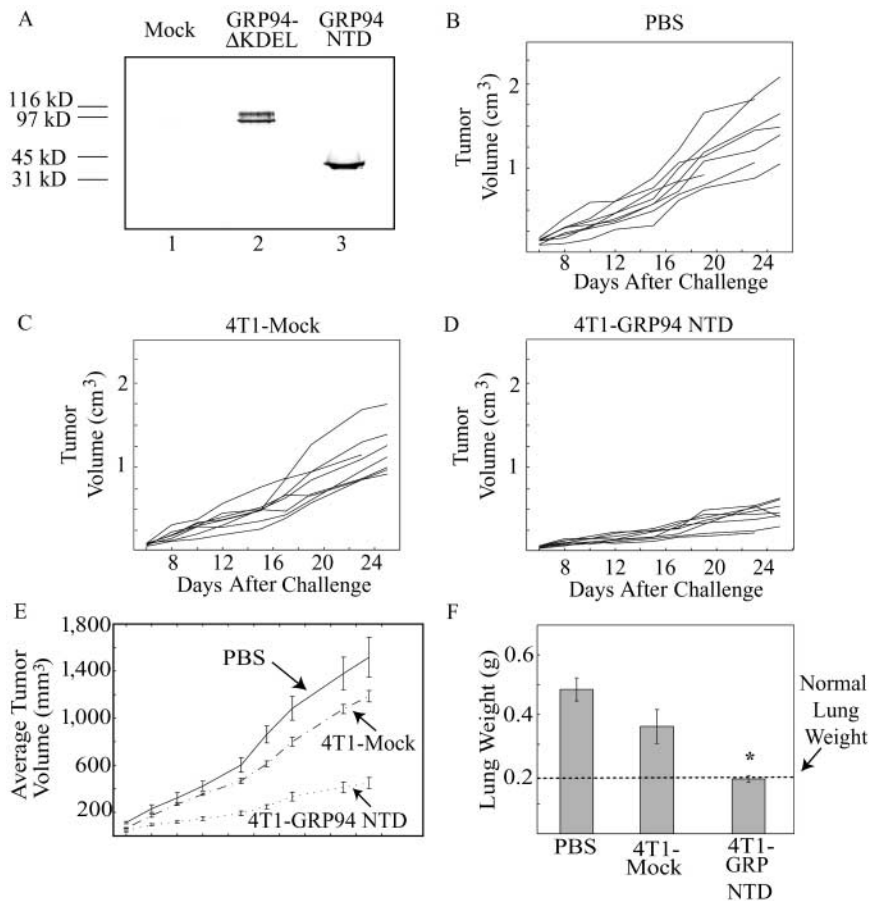 A
Mock
GRP94-
ΔKDEL
GRP94
NTD
116 kD
97 kD
45 kD
31 kD
1
2
3
B
PBS
Tumor
Volume (cm³)
2
1
8
12
16
20
24
Days After Challenge
C
4T1-Mock
Tumor
Volume (cm³)
2
1
8
12
16
20
24
Days After Challenge
D
4T1-GRP94 NTD
Tumor
Volume (cm³)
2
1
8
12
16
20
24
Days After Challenge
E
Average Tumor
Volume (mm³)
1,800
1,400
1,000
600
200
PBS
4T1-Mock
4T1-GRP94 NTD
F
Lung Weight (g)
0.6
0.4
0.2
*
Normal
Lung
Weight
PBS
4T1-
Mock
4T1-
GRP
NTD